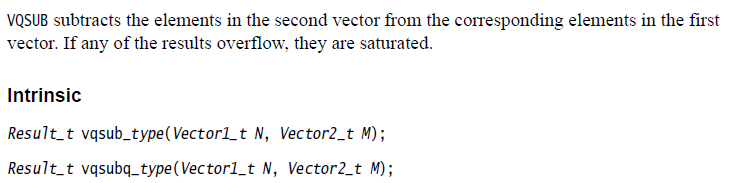 VQSUB subtracts the elements in the second vector from the corresponding elements in the first
vector. If any of the results overflow, they are saturated.
Intrinsic
Result_t vqsub_type(Vector1_t N, Vector2_t M);
Result_t vqsubq_type(Vector1_t N, Vector2_t M);